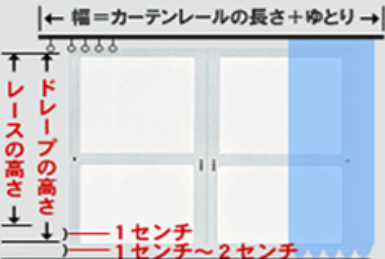 幅＝カーテンレールの長さ＋ゆとり
レースの高さ
ドレープの高さ
1センチ
1センチ～2センチ